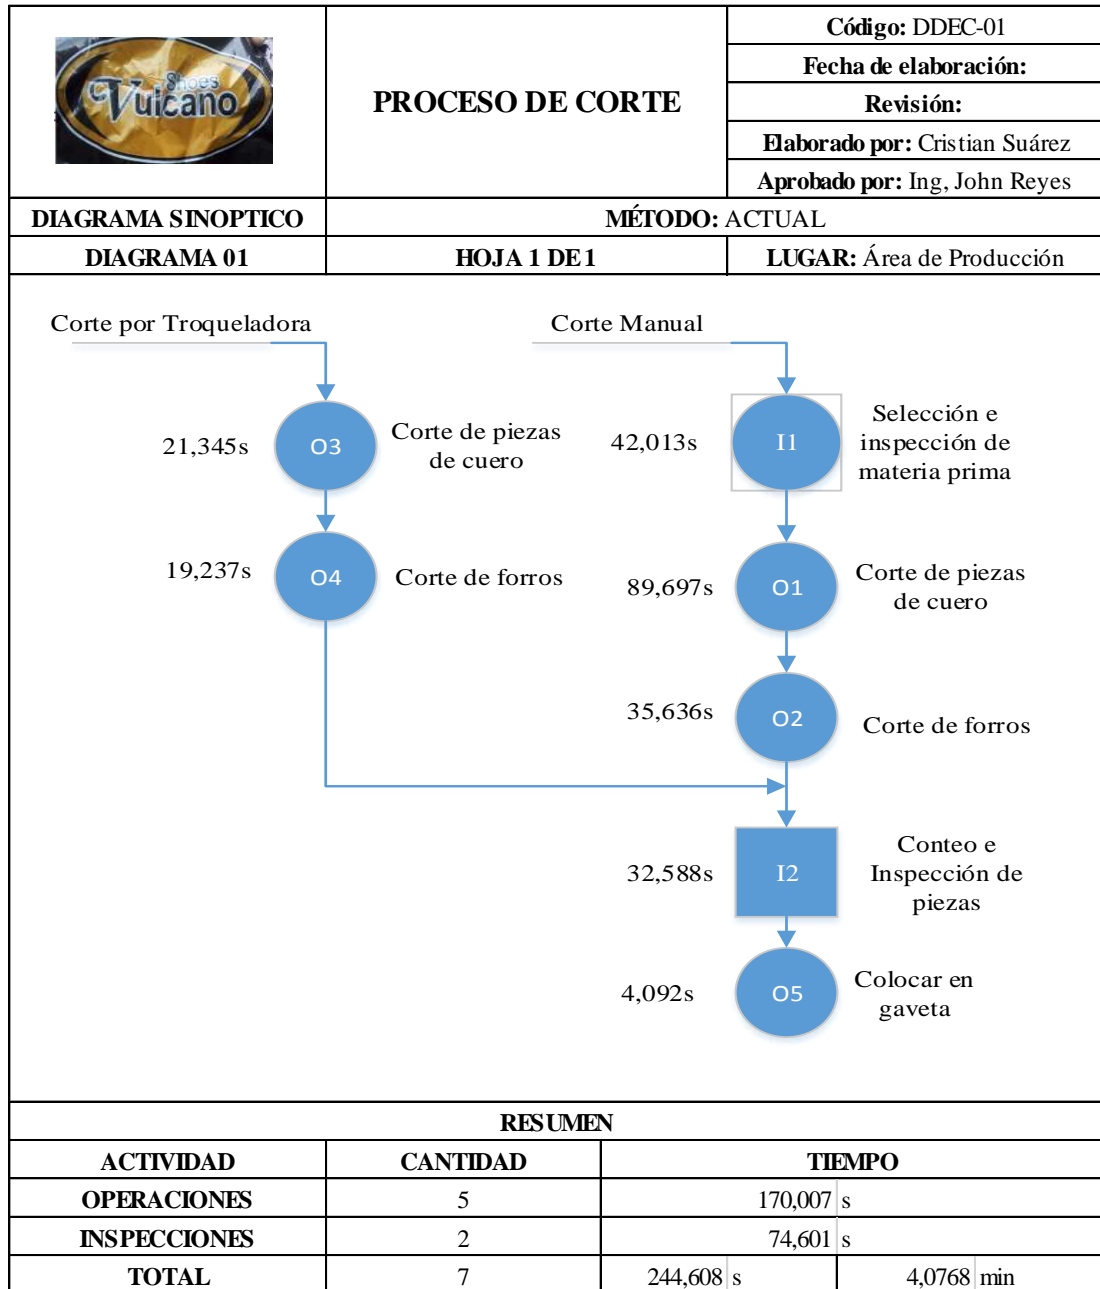 Shoes
Vulcano
PROCESO DE CORTE
Código: DDEC-01
Fecha de elaboración:
Revisión:
Elaborado por: Cristian Suárez
Aprobado por: Ing, John Reyes
DIAGRAMA SINOPTICO
MÉTODO: ACTUAL
DIAGRAMA 01
HOJA 1 DE 1
LUGAR: Área de Producción
Corte por Troqueladora
Corte Manual
21,345s
O3
Corte de piezas
de cuero
19,237s
O4
Corte de forros
42,013s
I1
Selección e
inspección de
materia prima
89,697s
O1
Corte de piezas
de cuero
35,636s
O2
Corte de forros
32,588s
I2
Conteo e
Inspección de
piezas
4,092s
O5
Colocar en
gaveta
RESUMEN
ACTIVIDAD CANTIDAD TIEMPO
OPERACIONES 5 170,007 s
INSPECCIONES 2 74,601 s
TOTAL 7 244,608 s 4,0768 min